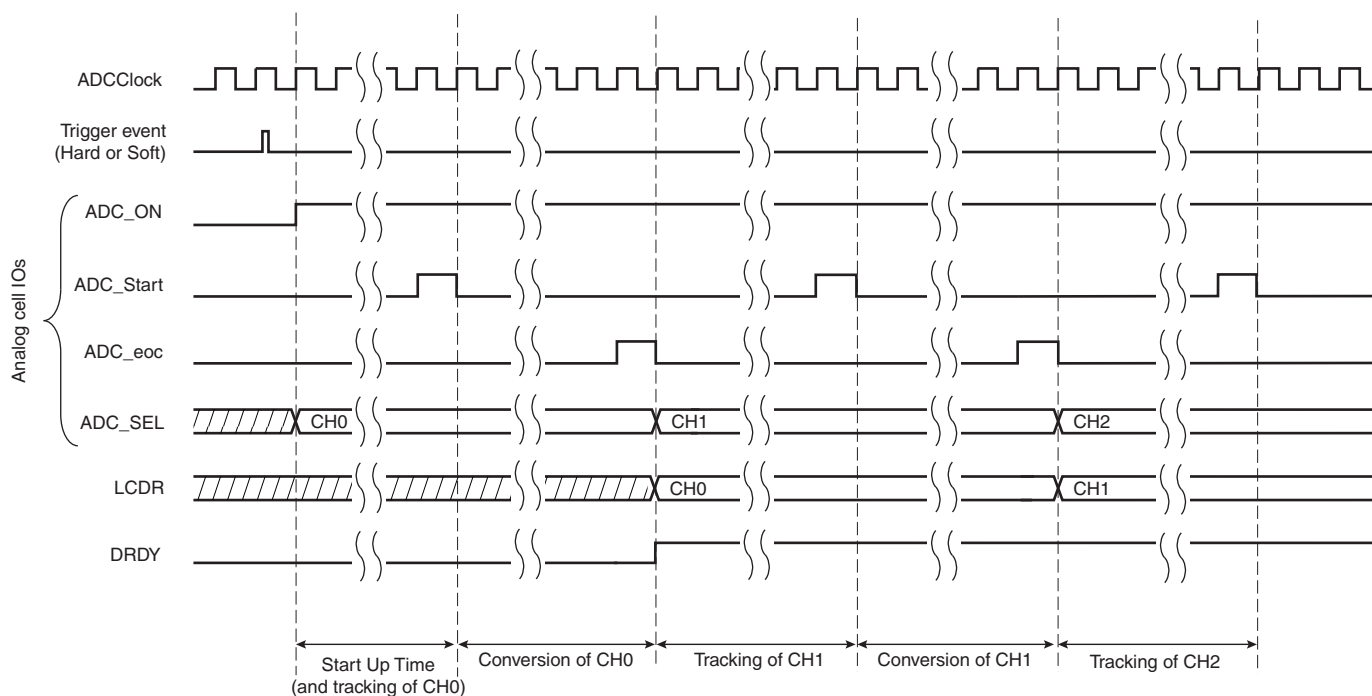 ADCClock
Trigger event
(Hard or Soft)
Analog cell IOs
ADC_ON
ADC_Start
ADC_eoc
ADC_SEL
CH0
CH1
CH2
LCDR
CH0
CH1
DRDY
Start Up Time
(and tracking of CH0)
Conversion of CH0
Tracking of CH1
Conversion of CH1
Tracking of CH2